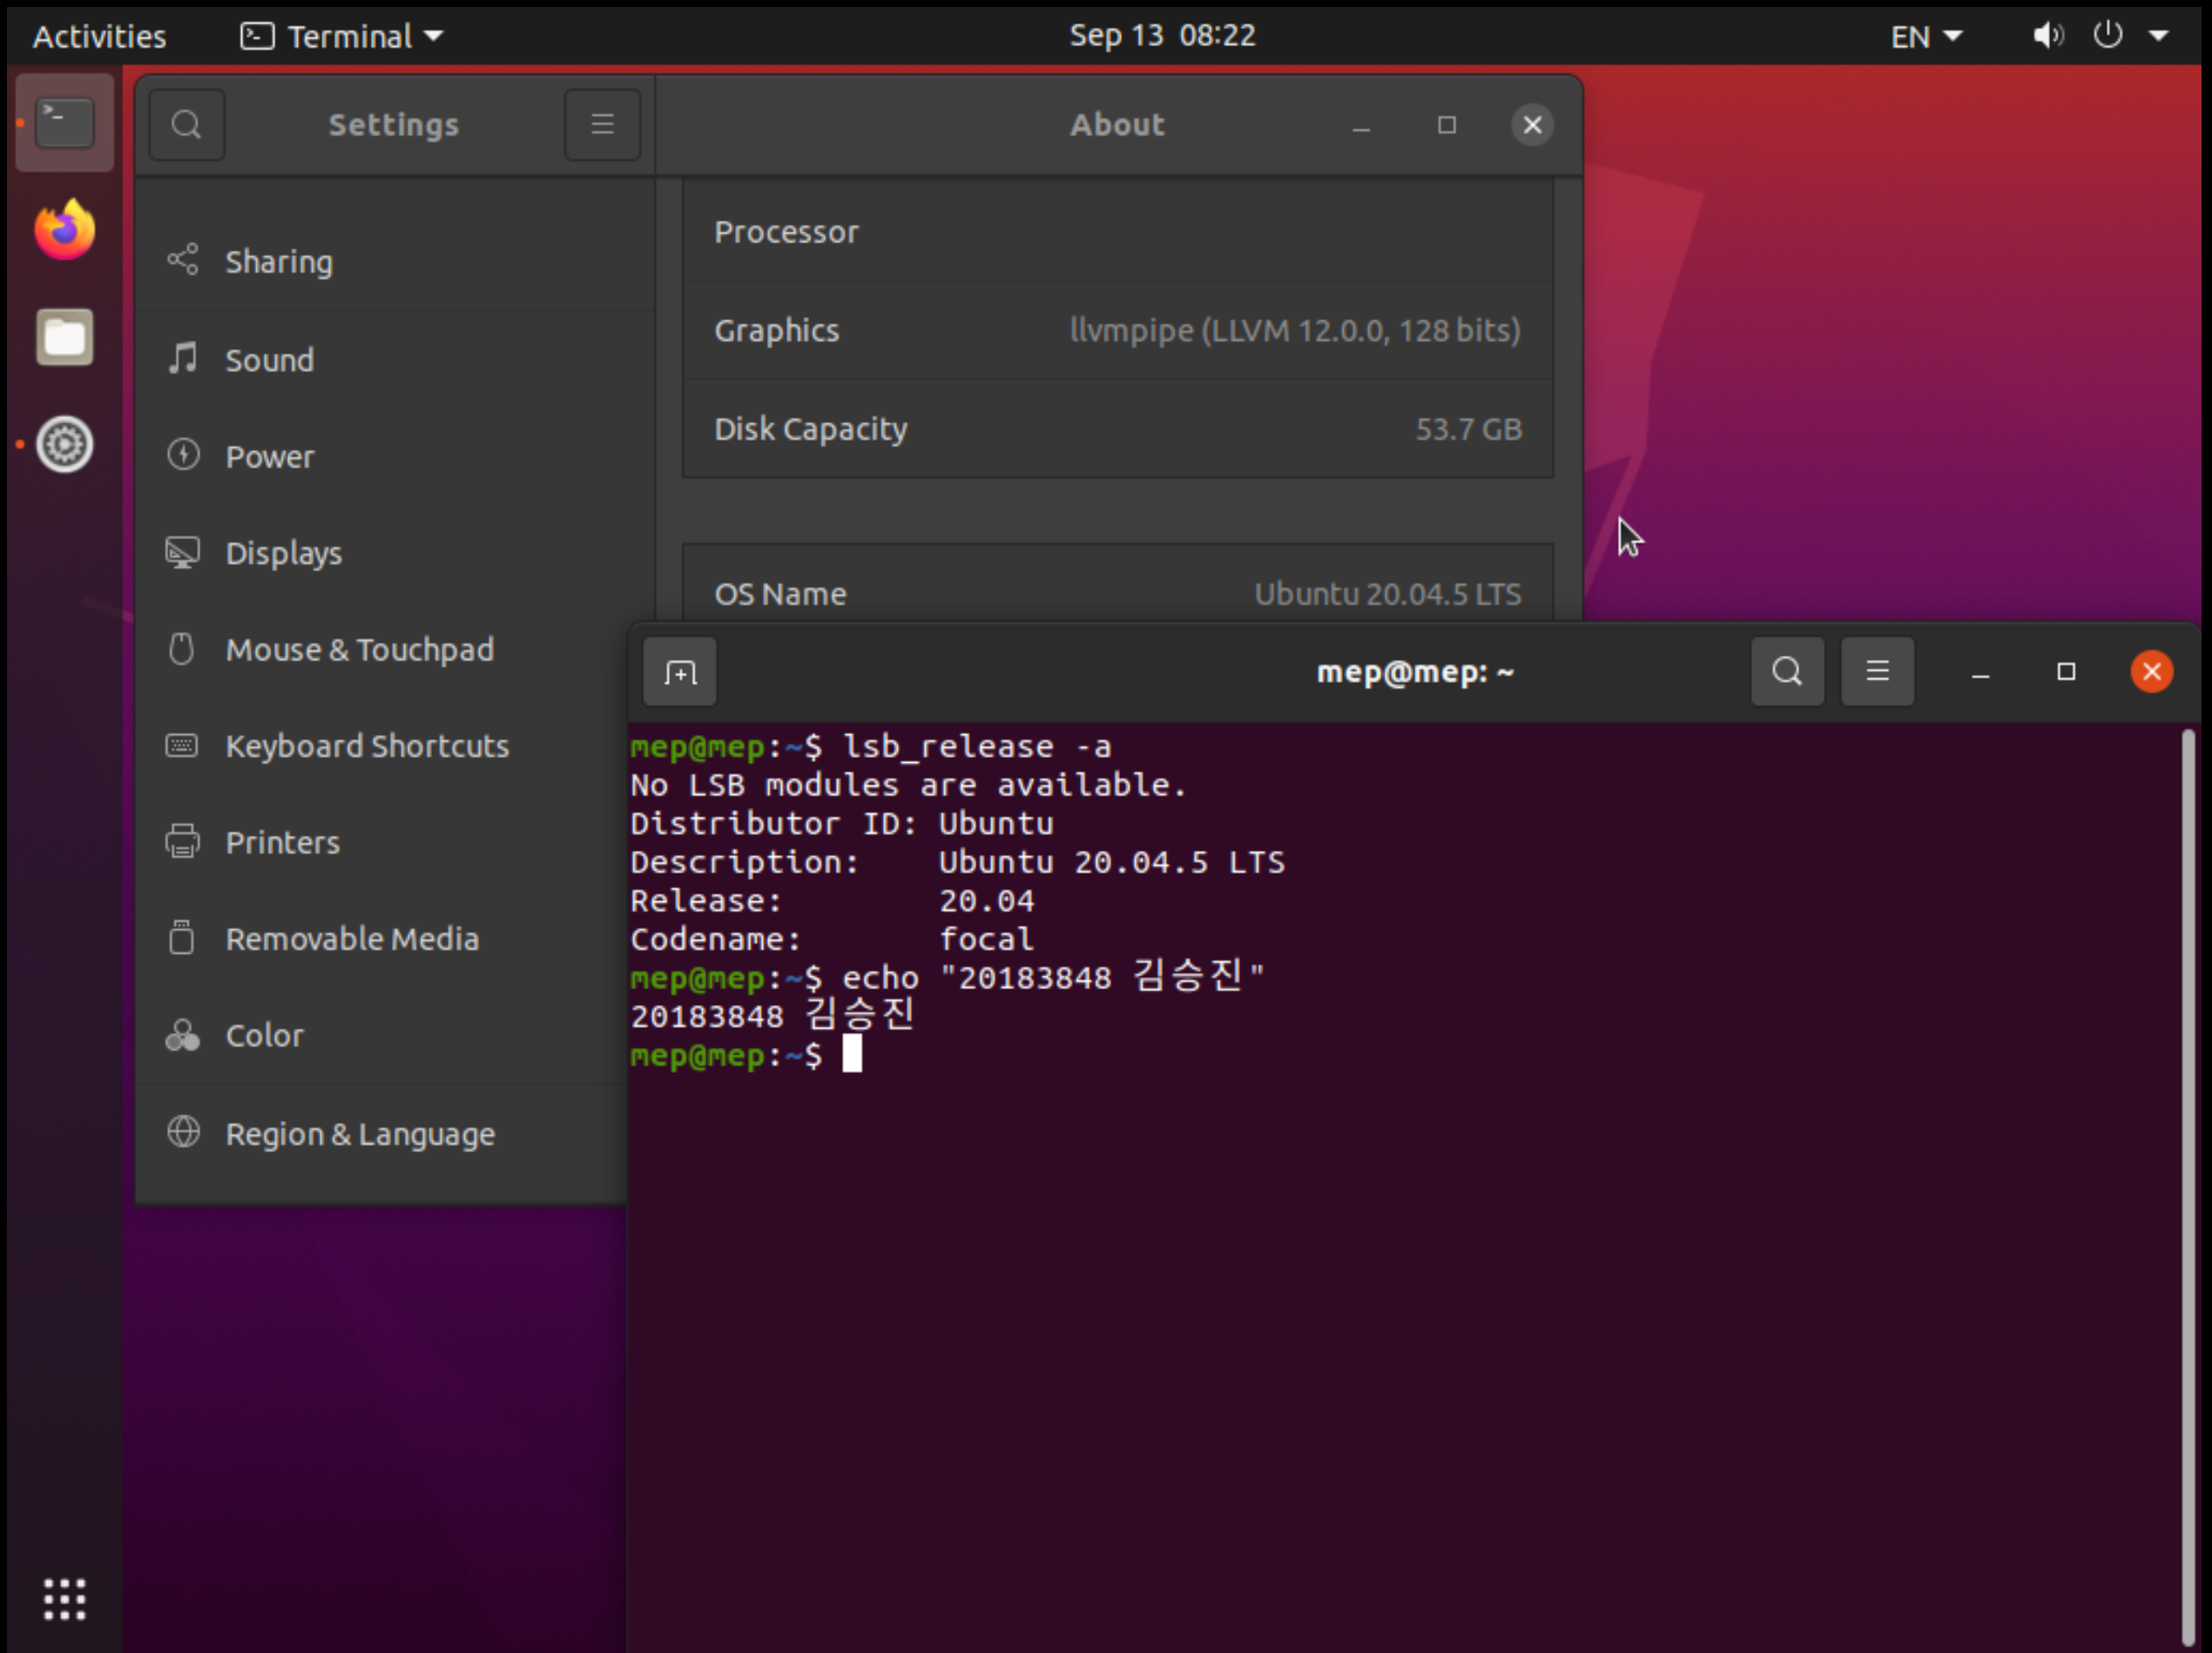 Activities
Terminal
Sep 13 08:22
EN
Settings
About
Sharing
Sound
Power
Displays
Mouse & Touchpad
Keyboard Shortcuts
Printers
Removable Media
Color
Region & Language
Processor
Graphics llvmpipe (LLVM 12.0.0, 128 bits)
Disk Capacity 53.7 GB
OS Name Ubuntu 20.04.5 LTS
mep@mep: ~
mep@mep:~$ lsb_release -a
No LSB modules are available.
Distributor ID: Ubuntu
Description: Ubuntu 20.04.5 LTS
Release: 20.04
Codename: focal
mep@mep:~$ echo "20183848 김승진"
20183848 김승진
mep@mep:~$